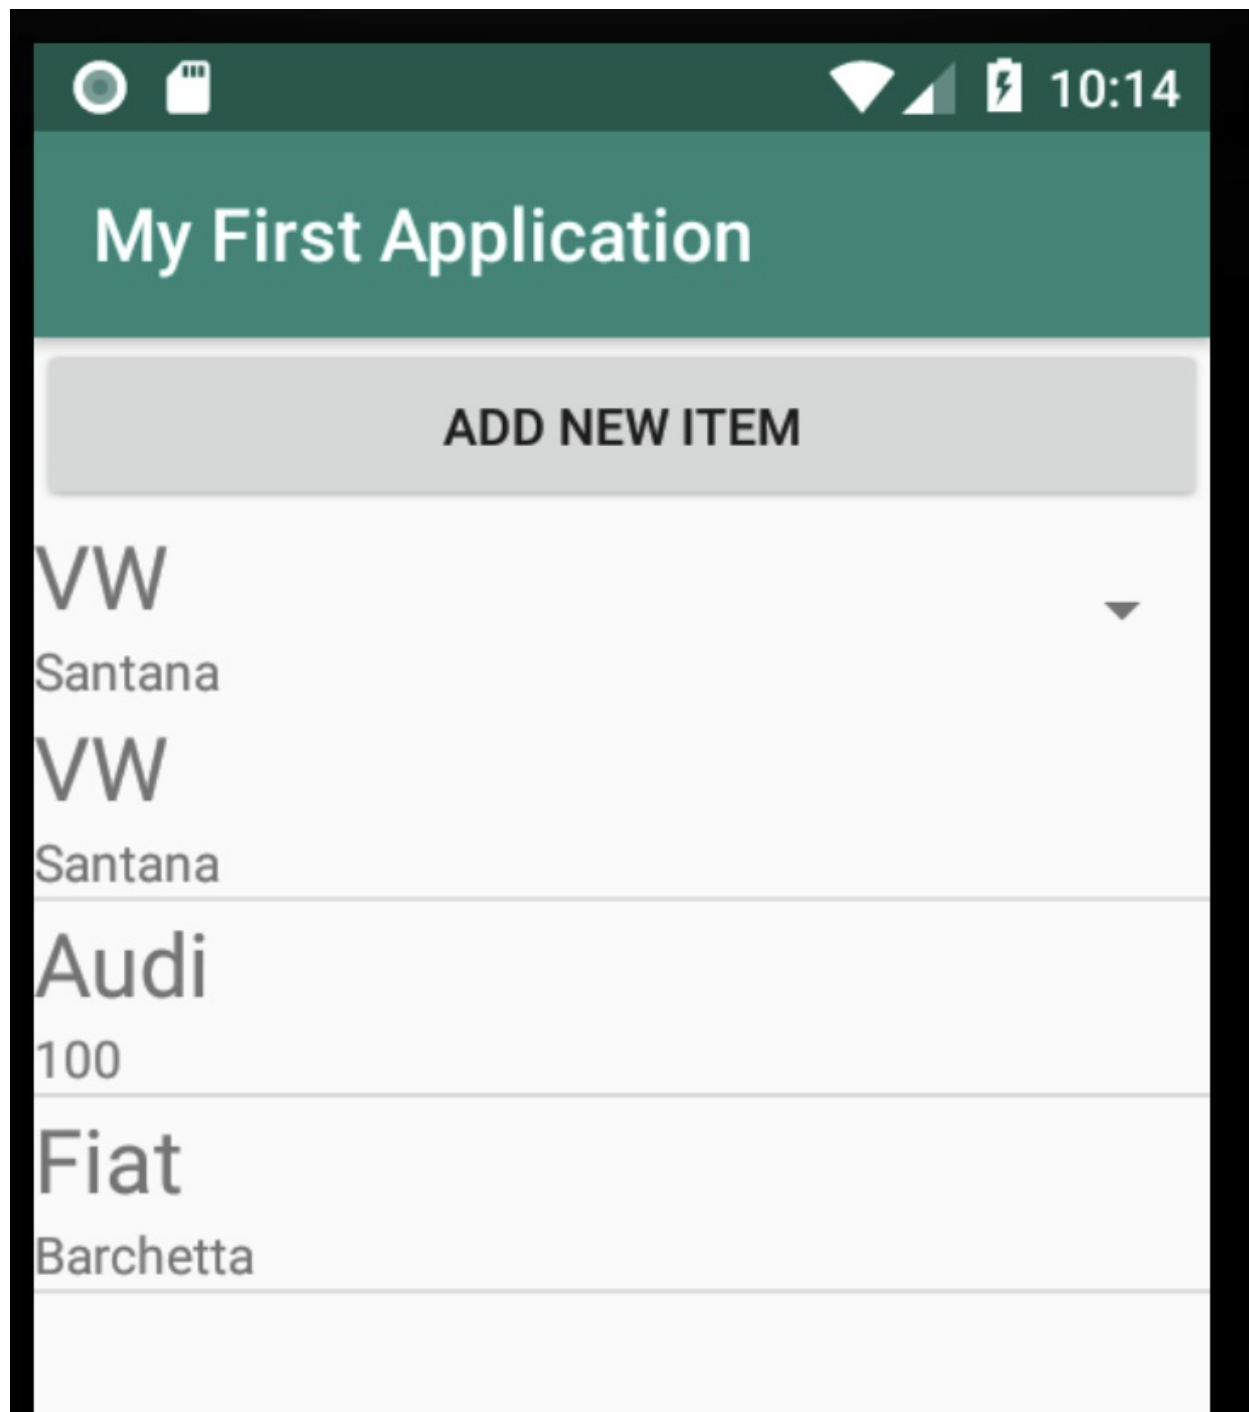 10:14
My First Application
ADD NEW ITEM
VW
Santana
VW
Santana
Audi
100
Fiat
Barchetta